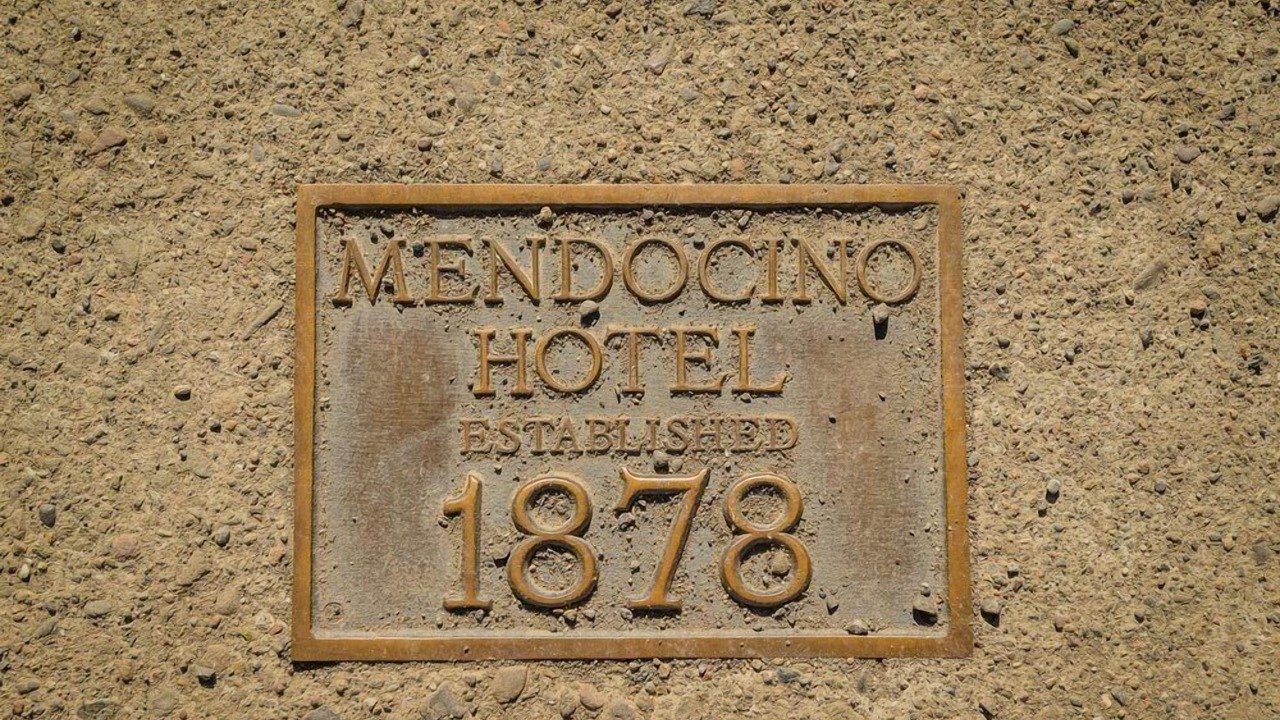 MENDOCINO
HOTEL
ESTABLISHED
1878